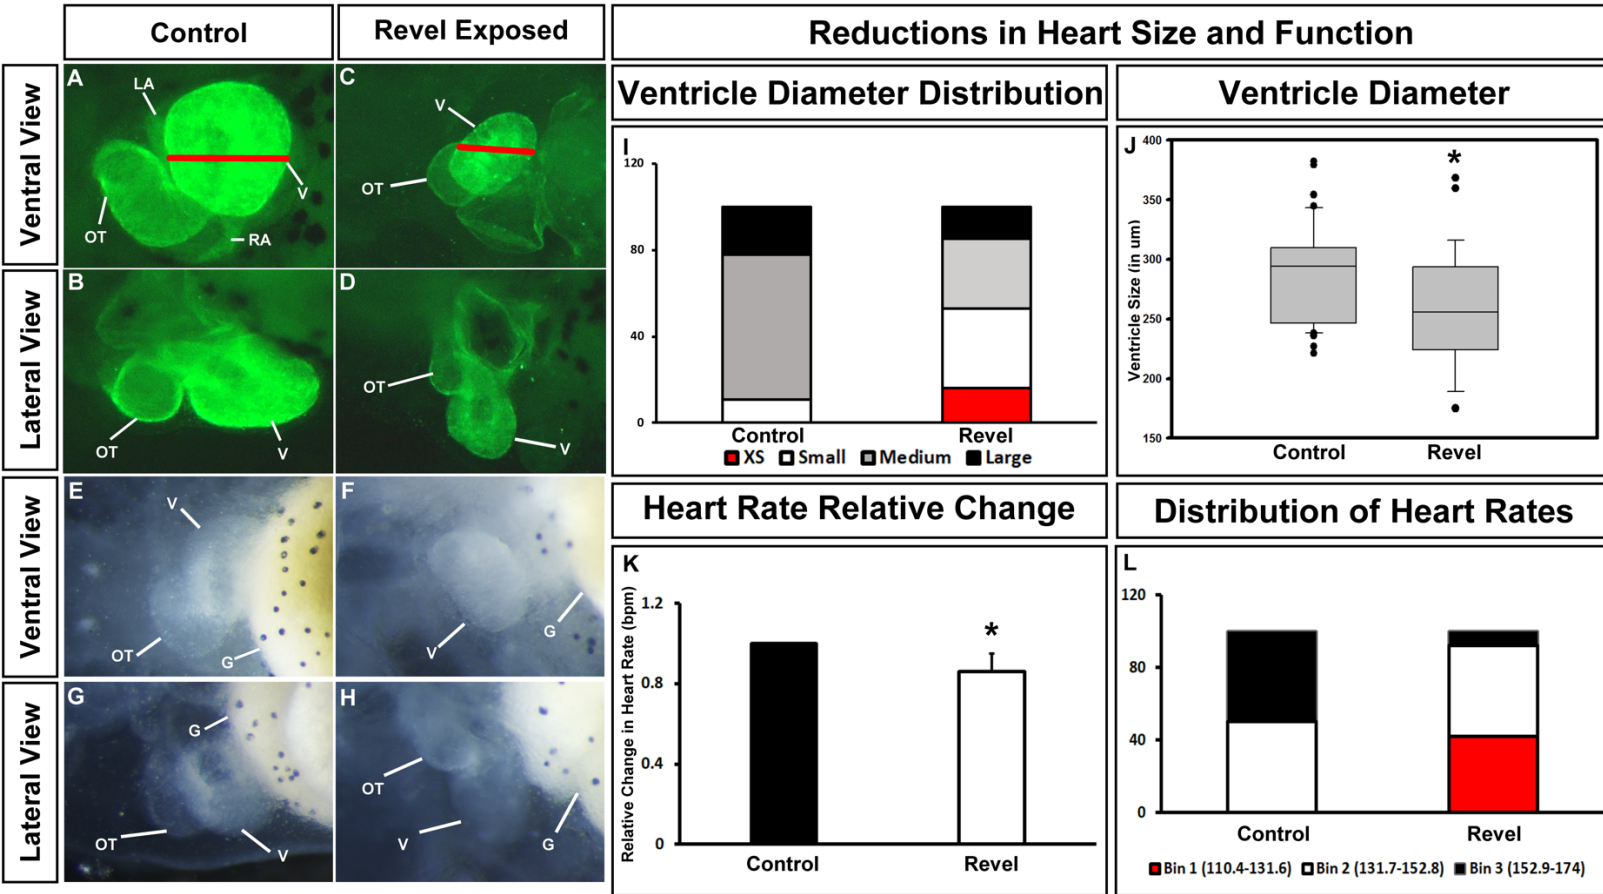 Control
Revel Exposed
Reductions in Heart Size and Function
Ventral View
A
LA
V
OT
RA
C
V
OT
Lateral View
B
OT
V
D
OT
V
Ventral View
E
V
OT
G
F
V
G
Lateral View
G
G
OT
V
H
OT
V
G
Ventricle Diameter Distribution
I
120
80
40
0
Control
Revel
XS Small Medium Large
Ventricle Diameter
J
*
Ventricle Size (in um)
400
350
300
250
200
150
Control
Revel
Heart Rate Relative Change
K
*
Relative Change in Heart Rate (bpm)
1.2
0.8
0.4
0
Control
Revel
Distribution of Heart Rates
L
120
80
40
0
Control
Revel
Bin 1 (110.4-131.6) Bin 2 (131.7-152.8) Bin 3 (152.9-174)